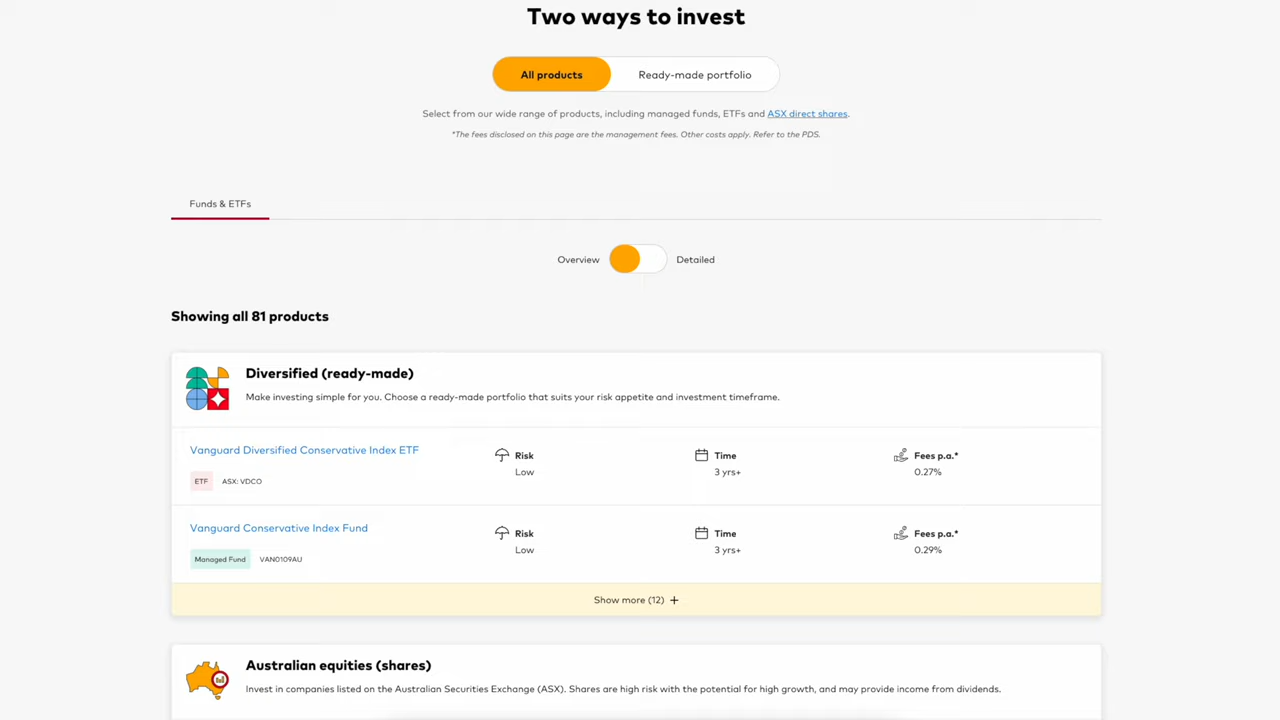 Two ways to invest
All products
Ready-made portfolio
Select from our wide range of products, including managed funds, ETFs and ASX direct shares.
*The fees disclosed on this page are the management fees. Other costs apply. Refer to the PDS.
Funds & ETFs
Overview
Detailed
Showing all 81 products
Diversified (ready-made)
Make investing simple for you. Choose a ready-made portfolio that suits your risk appetite and investment timeframe.
Vanguard Diversified Conservative Index ETF
ETF ASX: VDCO
Risk
Low
Time
3 yrs+
Fees p.a.*
0.27%
Vanguard Conservative Index Fund
Managed Fund VAN0109AU
Risk
Low
Time
3 yrs+
Fees p.a.*
0.29%
Show more (12) +
Australian equities (shares)
Invest in companies listed on the Australian Securities Exchange (ASX). Shares are high risk with the potential for high growth, and may provide income from dividends.